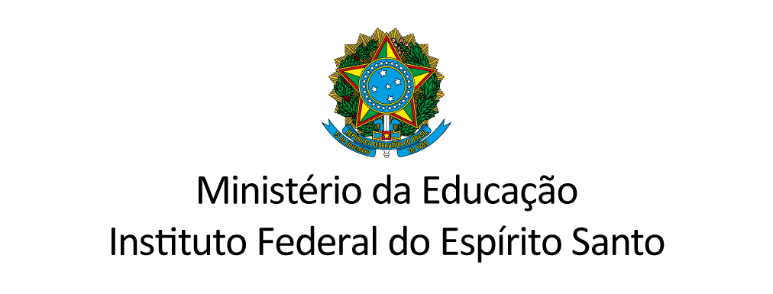 Ministério da Educação
Instituto Federal do Espírito Santo